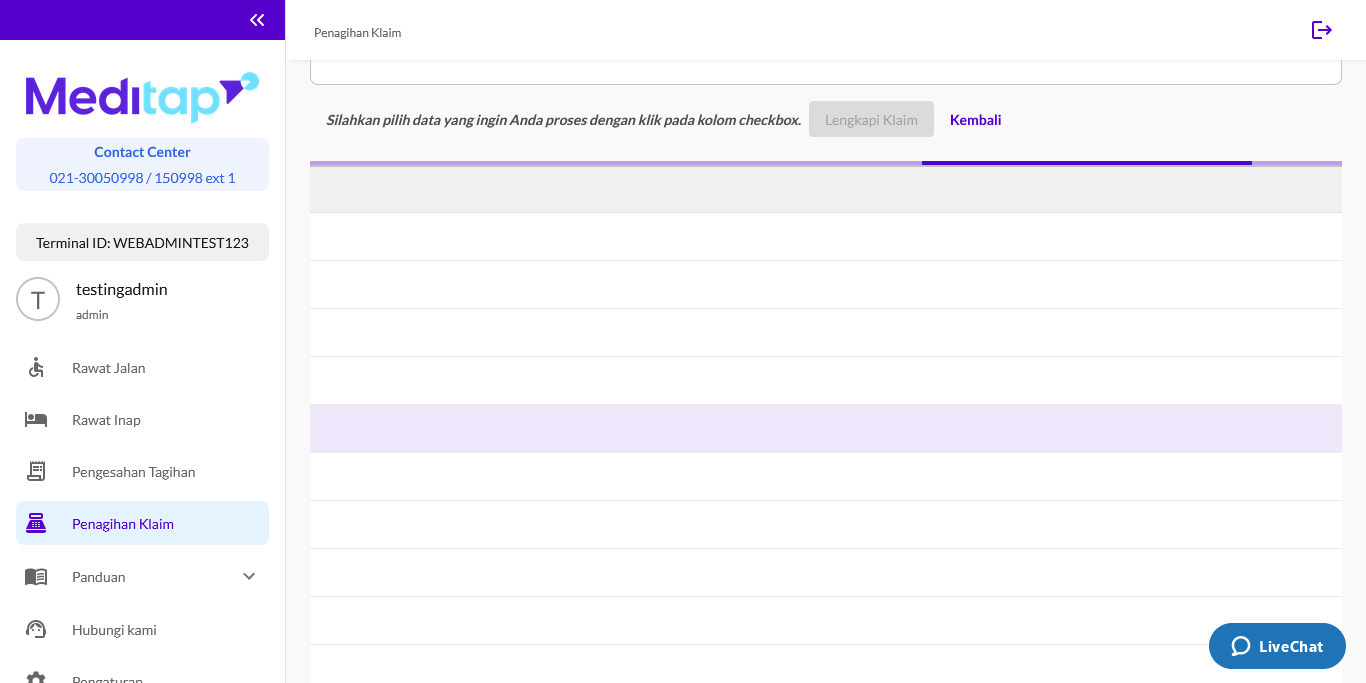 Penagihan Klaim
Meditap
Contact Center
021-30050998 / 150998 ext 1
Terminal ID: WEBADMINTEST123
T
testingadmin
admin
Rawat Jalan
Rawat Inap
Pengesahan Tagihan
Penagihan Klaim
Panduan
Hubungi kami
Pengaturan
Silahkan pilih data yang ingin Anda proses dengan klik pada kolom checkbox.
Lengkapi Klaim
Kembali
LiveChat